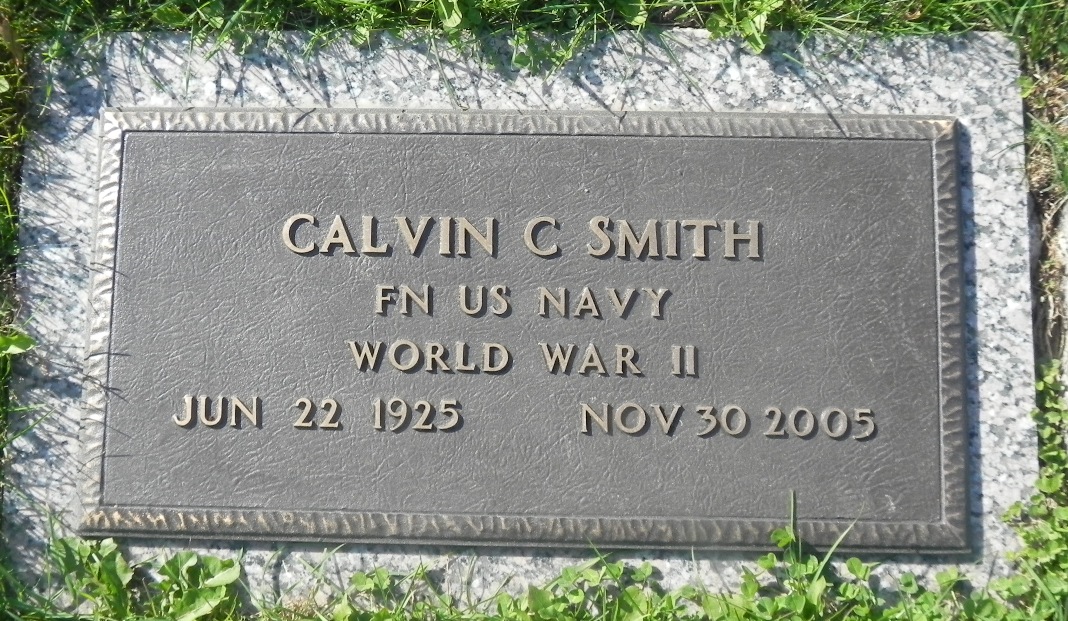 CALVIN C SMITH
FN US NAVY
WORLD WAR II
JUN 22 1925 NOV 30 2005